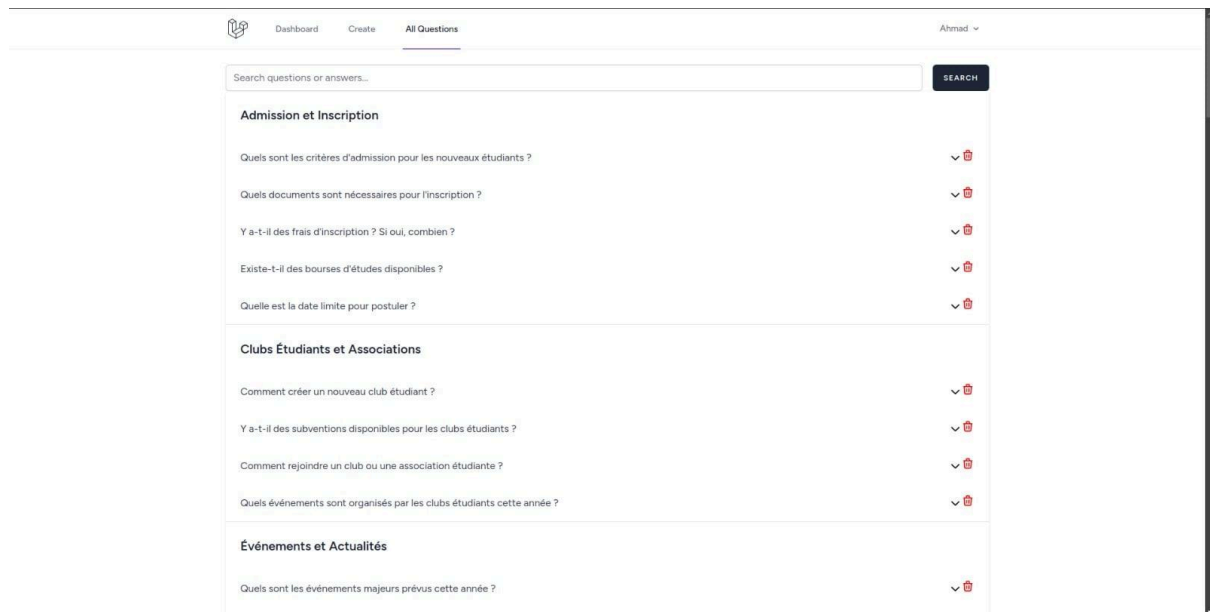 Dashboard Create All Questions Ahmad
Search questions or answers... SEARCH
Admission et Inscription
Quels sont les critères d'admission pour les nouveaux étudiants ?
Quels documents sont nécessaires pour l'inscription ?
Y a-t-il des frais d'inscription ? Si oui, combien ?
Existe-t-il des bourses d'études disponibles ?
Quelle est la date limite pour postuler ?
Clubs Étudiants et Associations
Comment créer un nouveau club étudiant ?
Y a-t-il des subventions disponibles pour les clubs étudiants ?
Comment rejoindre un club ou une association étudiante ?
Quels événements sont organisés par les clubs étudiants cette année ?
Événements et Actualités
Quels sont les événements majeurs prévus cette année ?